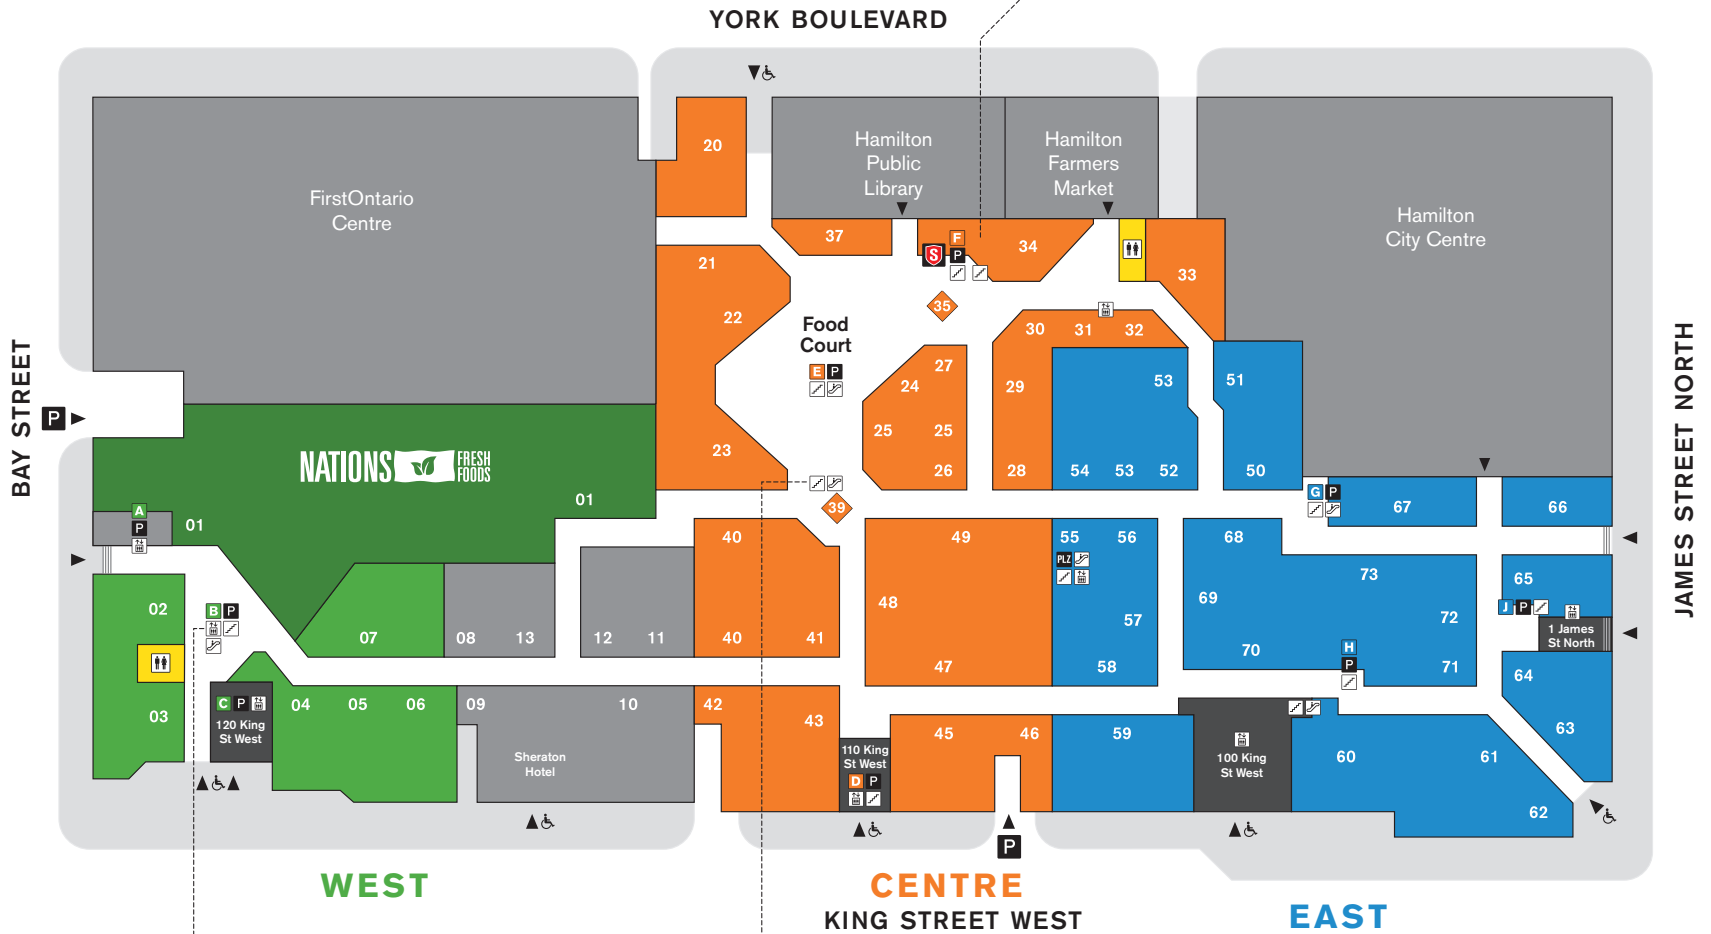 YORK BOULEVARD
20
Hamilton
Public
Library
Hamilton
Farmers
Market
FirstOntario
Centre
Hamilton
City Centre
37
F
S
P
34
33
21
22
35
Food
Court
E P
30
31
32
27
24
29
53
51
25
25
23
26
28
54
53
52
50
BAY STREET
P
JAMES STREET NORTH
NATIONS
FRESH
FOODS
01
01
A
P
39
G P
67
66
40
49
55
56
68
PLZ
73
65
02
B P
48
69
J P
72
57
1 James
St North
07
08
13
12
11
40
41
47
58
70
H
P
71
64
03
C P
120 King
St West
04
05
06
09
10
42
43
45
46
59
63
Sheraton
Hotel
110 King
St West
D P
100 King
St West
60
61
62
P
WEST
CENTRE
KING STREET WEST
EAST